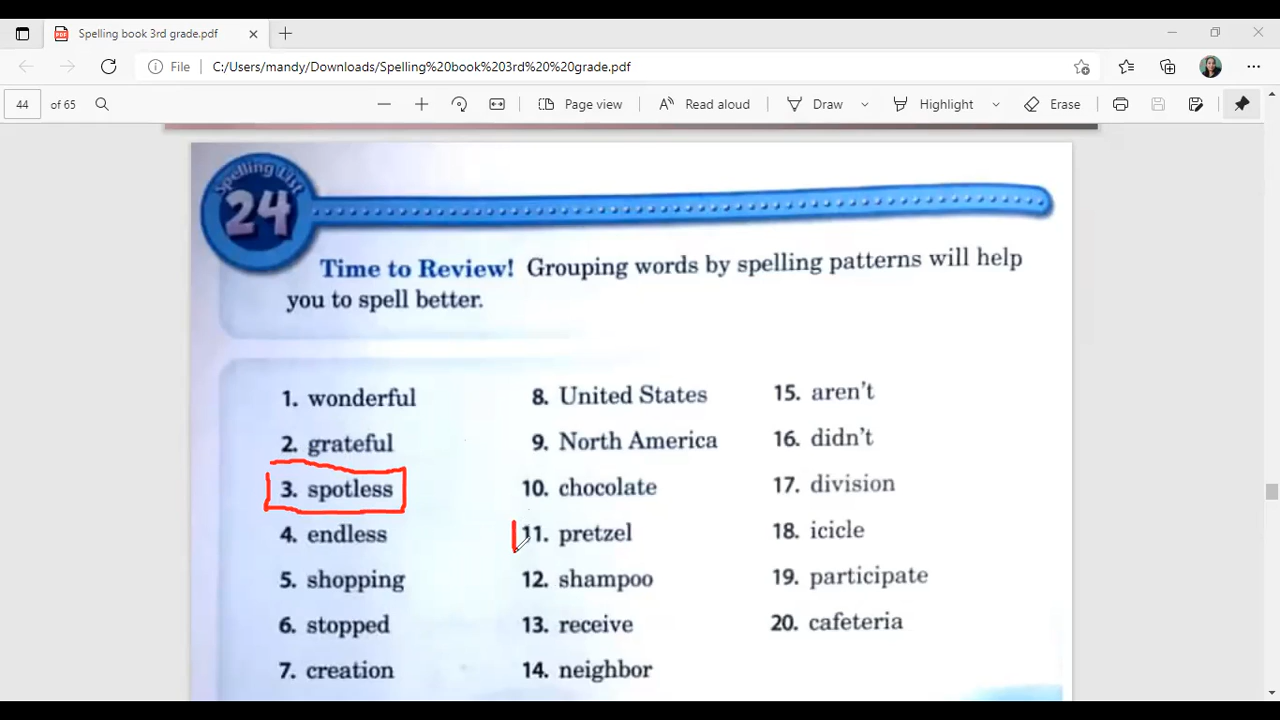 Spelling book 3rd grade.pdf
File C:/Users/mandy/Downloads/Spelling%20book%203rd%20%20grade.pdf
44 of 65 Page view Read aloud Draw Highlight Erase
Spelling List
24
Time to Review! Grouping words by spelling patterns will help
you to spell better.
1. wonderful
2. grateful
3. spotless
4. endless
5. shopping
6. stopped
7. creation
8. United States
9. North America
10. chocolate
11. pretzel
12. shampoo
13. receive
14. neighbor
15. aren't
16. didn't
17. division
18. icicle
19. participate
20. cafeteria